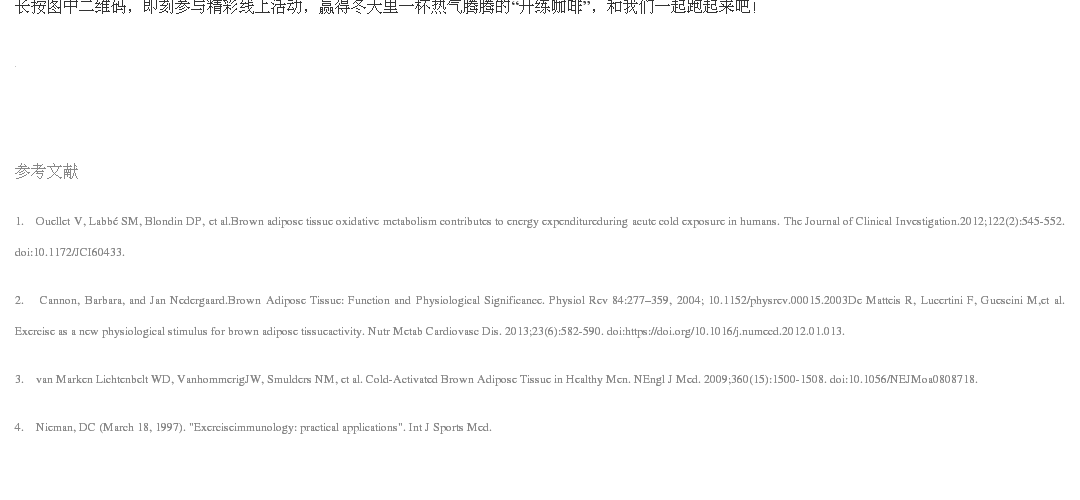 长按图中二维码，即刻参与精彩线上活动，赢得冬天里一杯热气腾腾的“开练咖啡”，和我们一起跑起来吧！
参考文献
1. Ouellet V, Labbé SM, Blondin DP, et al.Brown adipose tissue oxidative metabolism contributes to energy expenditureduring acute cold exposure in humans. The Journal of Clinical Investigation.2012;122(2):545-552.
doi:10.1172/JCI60433.
2. Cannon, Barbara, and Jan Nedergaard.Brown Adipose Tissue: Function and Physiological Significance. Physiol Rev 84:277–359, 2004; 10.1152/physrev.00015.2003De Matteis R, Lucertini F, Guescini M,et al.
Exercise as a new physiological stimulus for brown adipose tissueactivity. Nutr Metab Cardiovasc Dis. 2013;23(6):582-590. doi:https://doi.org/10.1016/j.numecd.2012.01.013.
3. van Marken Lichtenbelt WD, VanhommerigJW, Smulders NM, et al. Cold-Activated Brown Adipose Tissue in Healthy Men. NEngl J Med. 2009;360(15):1500-1508. doi:10.1056/NEJMoa0808718.
4. Nieman, DC (March 18, 1997). "Exerciseimmunology: practical applications". Int J Sports Med.